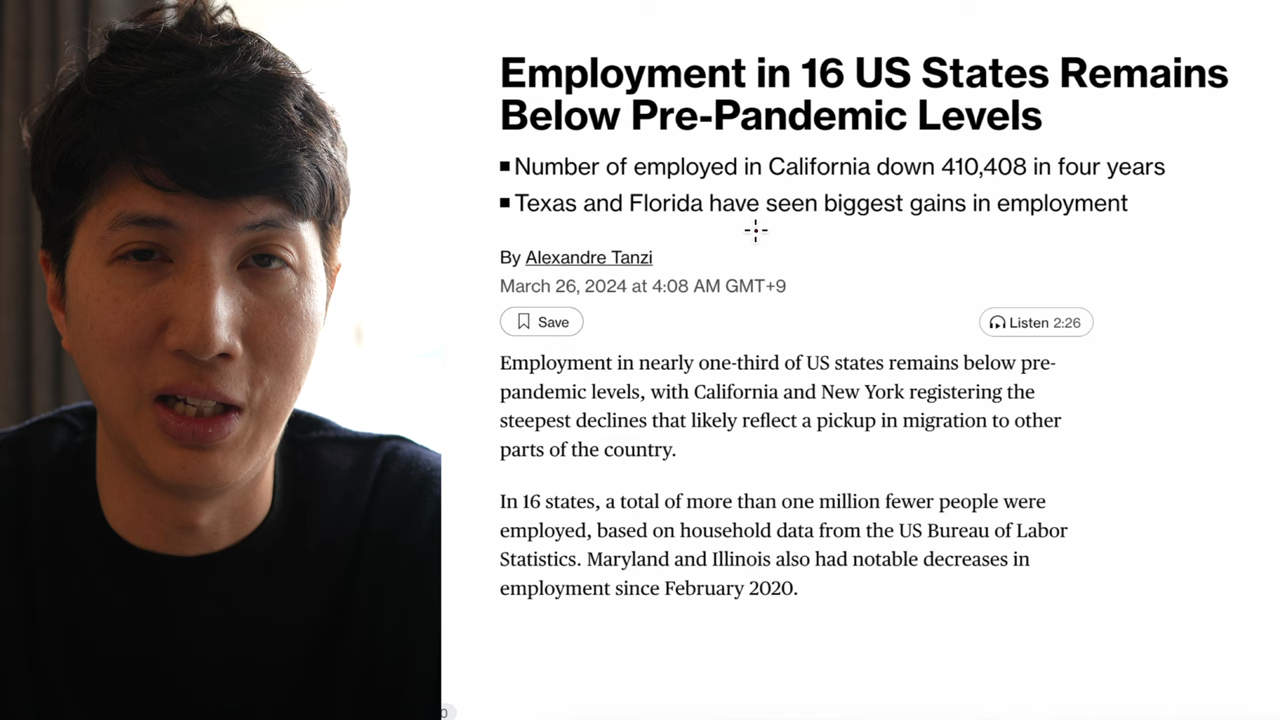 Employment in 16 US States Remains
Below Pre-Pandemic Levels
■ Number of employed in California down 410,408 in four years
■ Texas and Florida have seen biggest gains in employment
By Alexandre Tanzi
March 26, 2024 at 4:08 AM GMT+9
Save
Listen 2:26
Employment in nearly one-third of US states remains below pre-
pandemic levels, with California and New York registering the
steepest declines that likely reflect a pickup in migration to other
parts of the country.
In 16 states, a total of more than one million fewer people were
employed, based on household data from the US Bureau of Labor
Statistics. Maryland and Illinois also had notable decreases in
employment since February 2020.